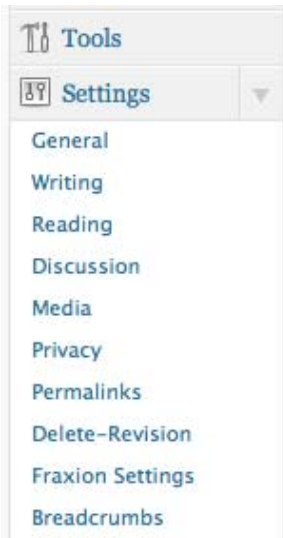 Tools
Settings
General
Writing
Reading
Discussion
Media
Privacy
Permalinks
Delete-Revision
Fraxion Settings
Breadcrumbs